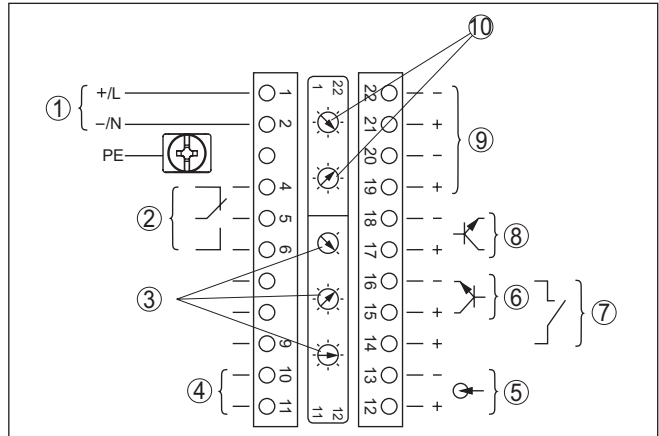 ⑩
1 22
① +/L 1 22 −
−/N 2 21 + ⑨
PE 20 −
4 19 +
② 5 18 − ⑧
6 17 +
③ 16 − ⑥ ⑦
15 +
9 14 +
④ 10 13 − ⑤
11 12 +
11 12